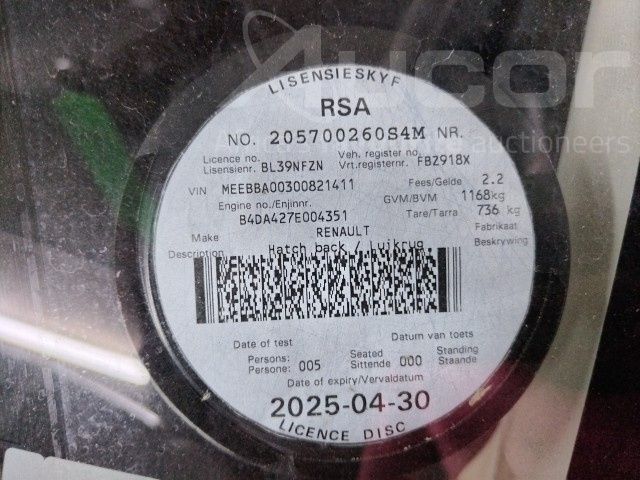 Aucor
auctioneers
LISENSIESKYF
RSA
NO. 205700260S4M NR.
Licence no. Veh. register no.
Lisensienr. BL39NFZN Vrt.registernr. FBZ918X
VIN MEEBBA00300821411 Fees/Gelde 2.2
Engine no./Enjinnr. GVM/BVM 1168kg
B4DA427E004351 Tare/Tarra 736 kg
Make RENAULT Fabrikaat
Description Hatch back / Luikrug Beskrywing
Date of test Datum van toets
Persons: Seated Standing
Persone: 005 Sittende 000 Staande
Date of expiry/Vervaldatum
2025-04-30
LICENCE DISC